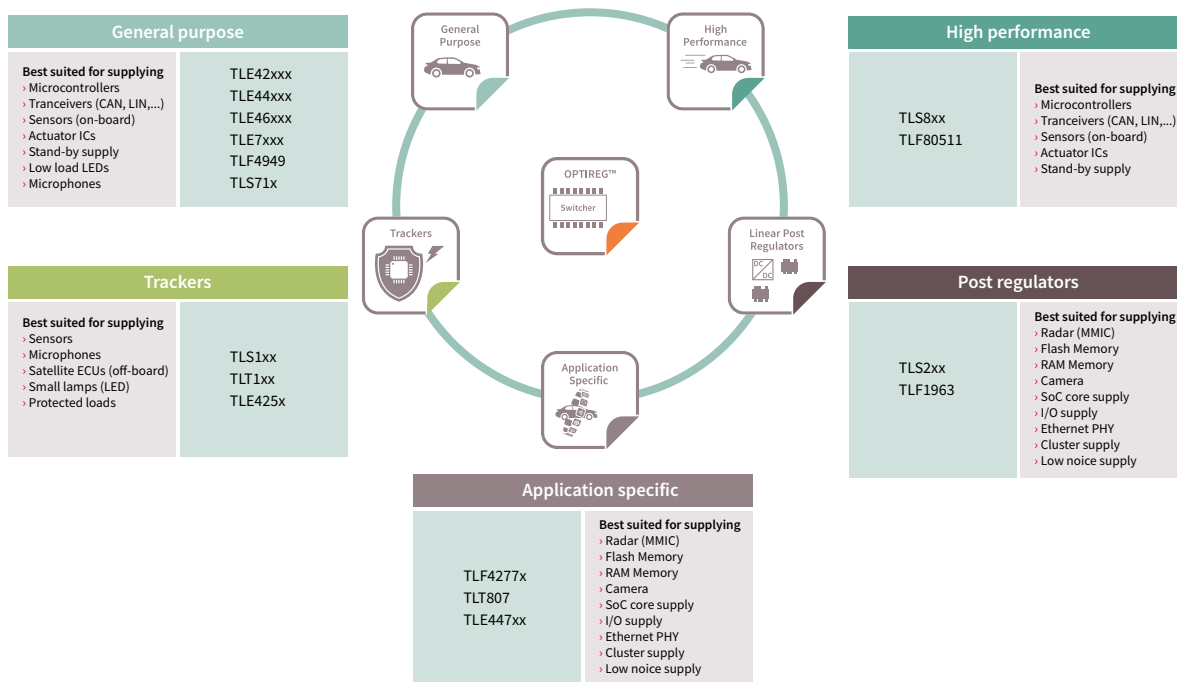 General purpose
Best suited for supplying
› Microcontrollers
› Tranceivers (CAN, LIN,...)
› Sensors (on-board)
› Actuator ICs
› Stand-by supply
› Low load LEDs
› Microphones
TLE42xxx
TLE44xxx
TLE46xxx
TLE7xxx
TLF4949
TLS71x
General
Purpose
High
Performance
OPTIREG™
Switcher
Trackers
Linear Post
Regulators
DC
DC
Application
Specific
High performance
TLS8xx
TLF80511
Best suited for supplying
› Microcontrollers
› Tranceivers (CAN, LIN,...)
› Sensors (on-board)
› Actuator ICs
› Stand-by supply
Trackers
Best suited for supplying
› Sensors
› Microphones
› Satellite ECUs (off-board)
› Small lamps (LED)
› Protected loads
TLS1xx
TLT1xx
TLE425x
Post regulators
TLS2xx
TLF1963
Best suited for supplying
› Radar (MMIC)
› Flash Memory
› RAM Memory
› Camera
› SoC core supply
› I/O supply
› Ethernet PHY
› Cluster supply
› Low noice supply
Application specific
TLF4277x
TLT807
TLE447xx
Best suited for supplying
› Radar (MMIC)
› Flash Memory
› RAM Memory
› Camera
› SoC core supply
› I/O supply
› Ethernet PHY
› Cluster supply
› Low noice supply